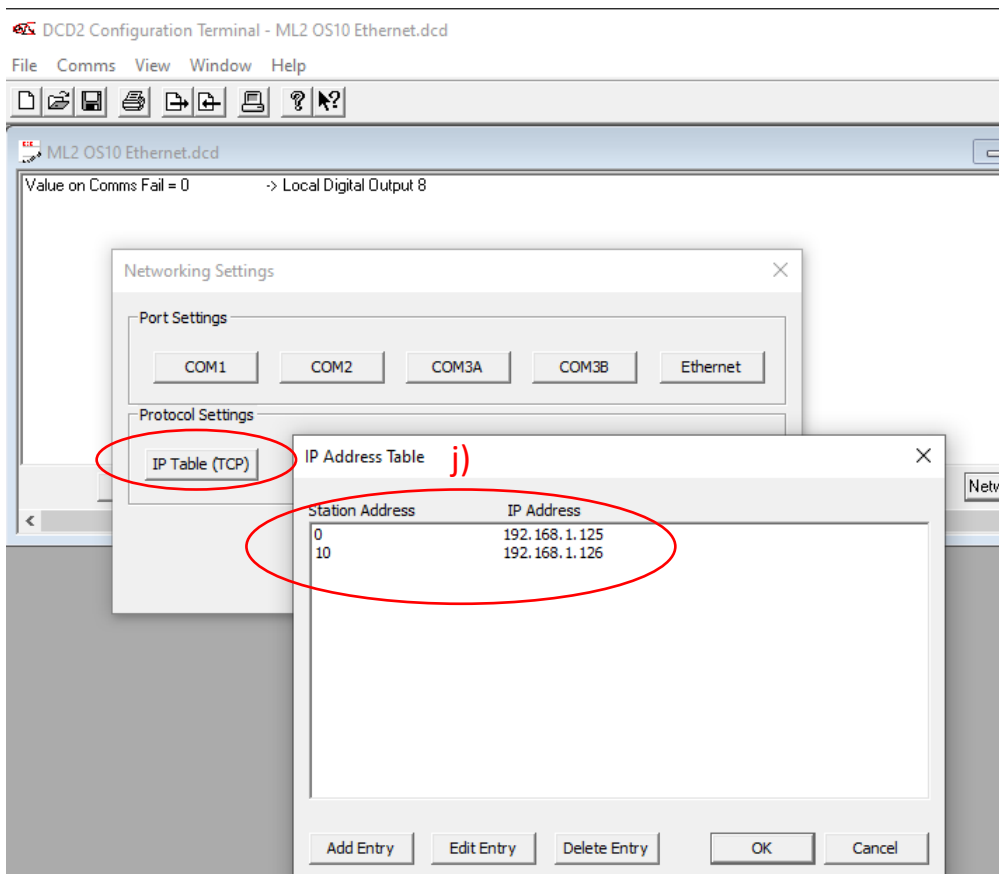 DCD2 Configuration Terminal - ML2 OS10 Ethernet.dcd
File Comms View Window Help
ML2 OS10 Ethernet.dcd
Value on Comms Fail = 0 -> Local Digital Output 8
Networking Settings
Port Settings
COM1 COM2 COM3A COM3B Ethernet
Protocol Settings
IP Table (TCP)
IP Address Table j)
Netw
Station Address IP Address
0 192.168.1.125
10 192.168.1.126
Add Entry Edit Entry Delete Entry OK Cancel